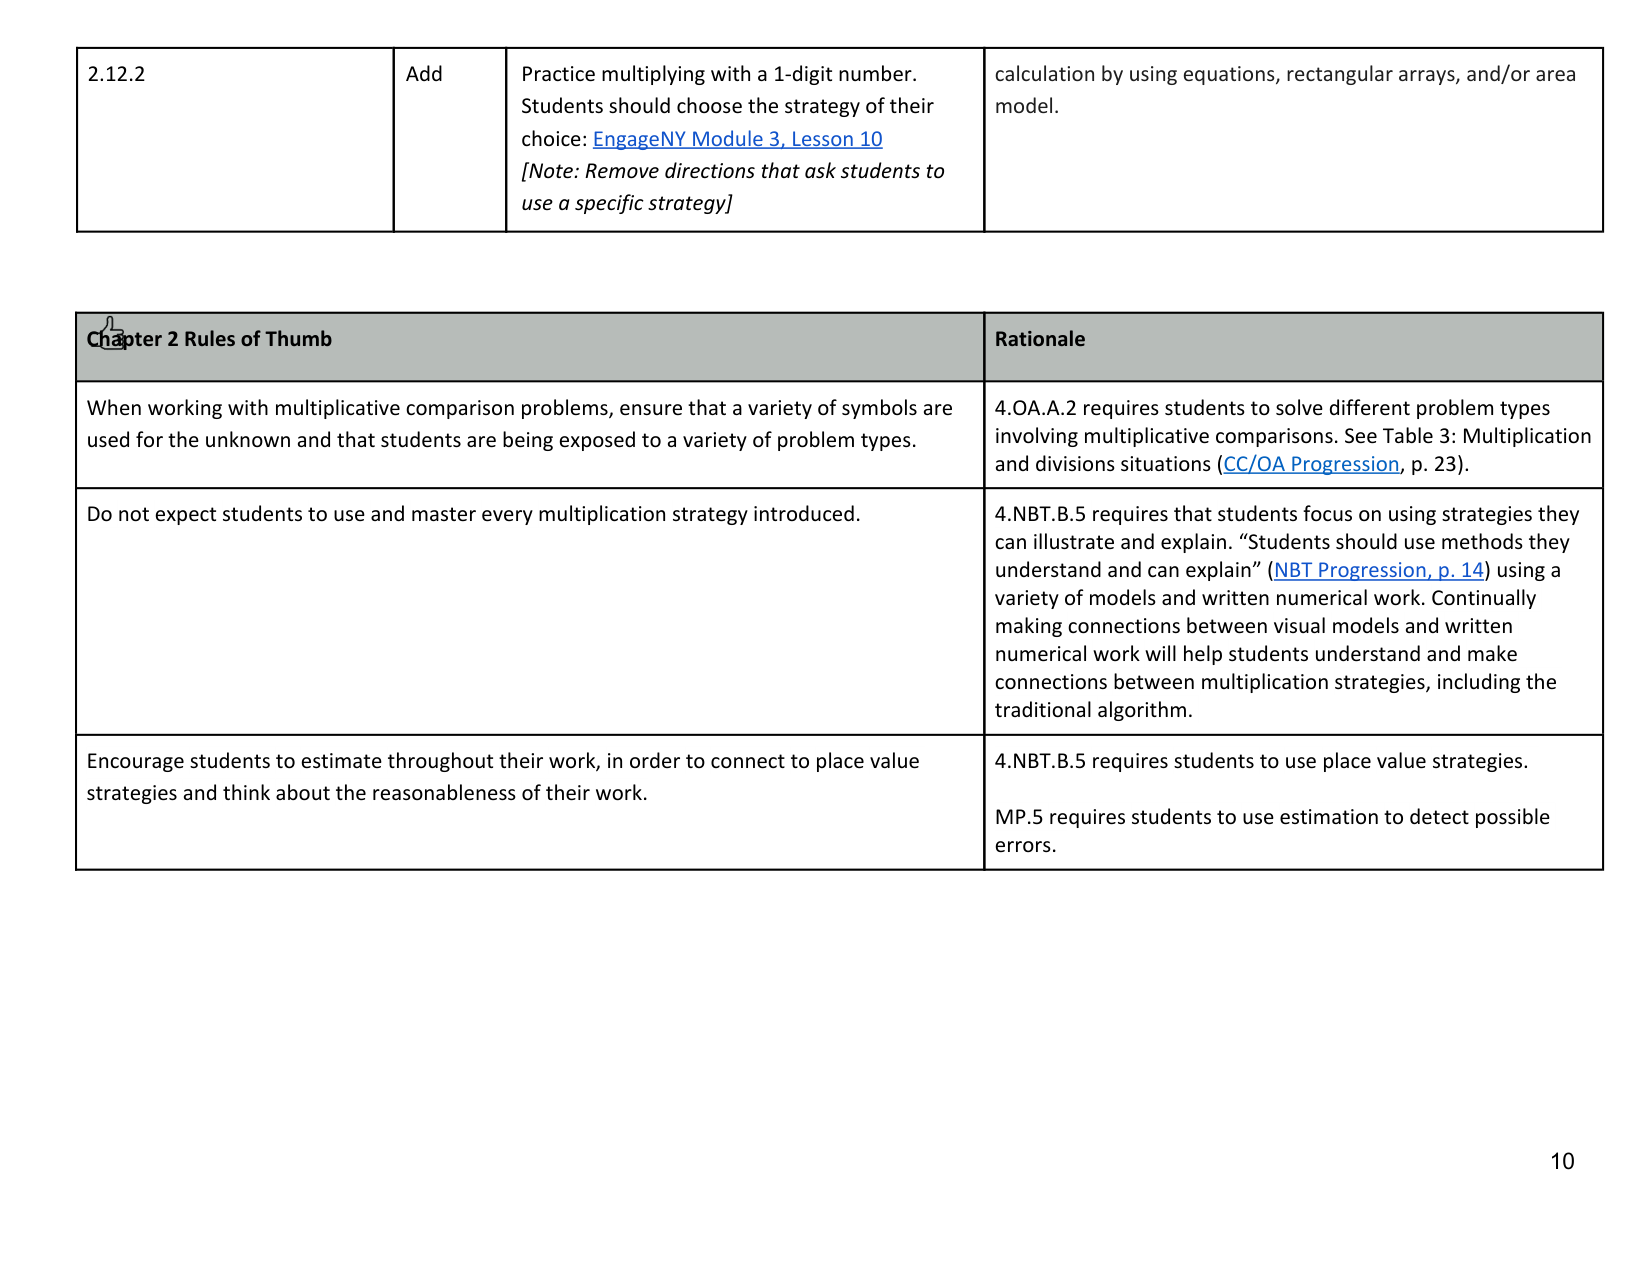 2.12.2
Add
Practice multiplying with a 1-digit number.
Students should choose the strategy of their
choice: EngageNY Module 3, Lesson 10
[Note: Remove directions that ask students to
use a specific strategy]
calculation by using equations, rectangular arrays, and/or area
model.
Chapter 2 Rules of Thumb
Rationale
When working with multiplicative comparison problems, ensure that a variety of symbols are
used for the unknown and that students are being exposed to a variety of problem types.
4.OA.A.2 requires students to solve different problem types
involving multiplicative comparisons. See Table 3: Multiplication
and divisions situations (CC/OA Progression, p. 23).
Do not expect students to use and master every multiplication strategy introduced.
4.NBT.B.5 requires that students focus on using strategies they
can illustrate and explain. “Students should use methods they
understand and can explain” (NBT Progression, p. 14) using a
variety of models and written numerical work. Continually
making connections between visual models and written
numerical work will help students understand and make
connections between multiplication strategies, including the
traditional algorithm.
Encourage students to estimate throughout their work, in order to connect to place value
strategies and think about the reasonableness of their work.
4.NBT.B.5 requires students to use place value strategies.
MP.5 requires students to use estimation to detect possible
errors.
10